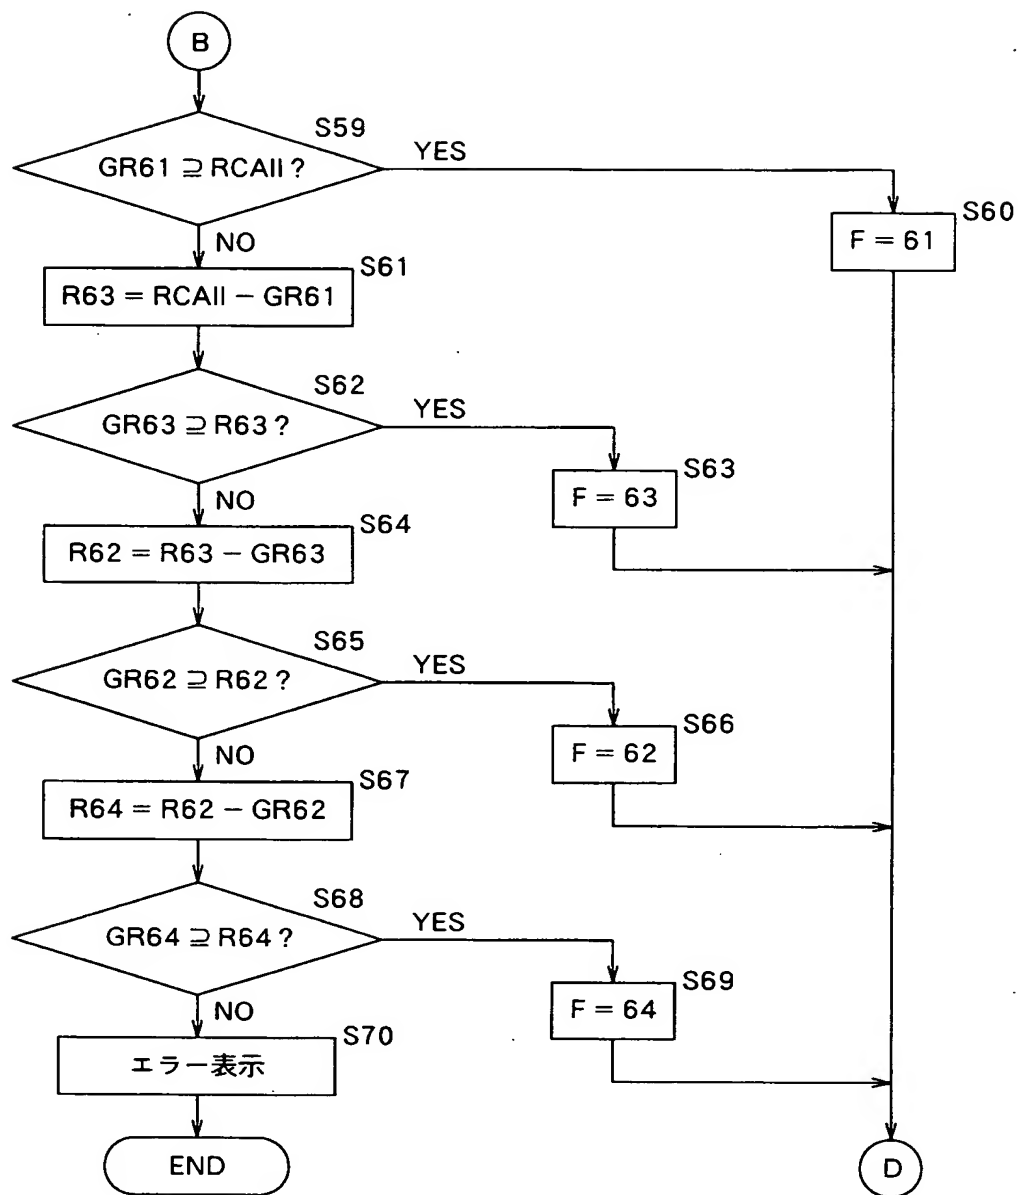 B
S59
GR61 ⊇ RCAll ?
YES
S60
F = 61
NO
S61
R63 = RCAll − GR61
S62
GR63 ⊇ R63 ?
YES
S63
F = 63
NO
S64
R62 = R63 − GR63
S65
GR62 ⊇ R62 ?
YES
S66
F = 62
NO
S67
R64 = R62 − GR62
S68
GR64 ⊇ R64 ?
YES
S69
F = 64
NO
S70
エラー表示
END
D